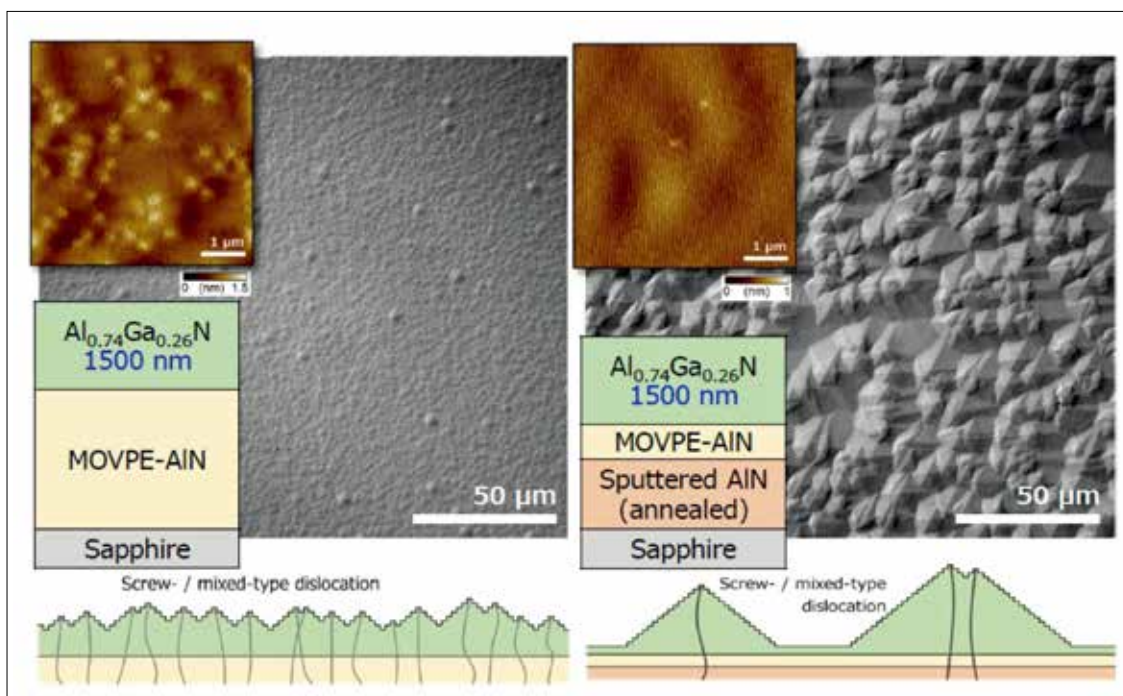 1 μm
0 (nm) 1.5
Al0.74Ga0.26N
1500 nm
MOVPE-AlN
Sapphire
50 μm
Screw- / mixed-type dislocation
1 μm
0 (nm) 1
Al0.74Ga0.26N
1500 nm
MOVPE-AlN
Sputtered AlN
(annealed)
Sapphire
50 μm
Screw- / mixed-type
dislocation